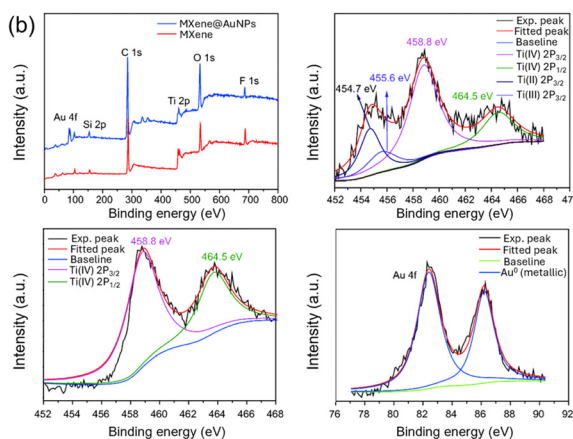 (b)
MXene@AuNPs
MXene
C 1s
O 1s
F 1s
Ti 2p
Au 4f
Si 2p
Intensity (a.u.)
0 100 200 300 400 500 600 700 800
Binding energy (eV)
Exp. peak
Fitted peak
Baseline
Ti(IV) 2P3/2
Ti(IV) 2P1/2
Ti(II) 2P3/2
Ti(III) 2P3/2
458.8 eV
454.7 eV
455.6 eV
464.5 eV
Intensity (a.u.)
452 454 456 458 460 462 464 466 468 47
Binding energy (eV)
Exp. peak
Fitted peak
Baseline
Ti(IV) 2P3/2
Ti(IV) 2P1/2
458.8 eV
464.5 eV
Intensity (a.u.)
452 454 456 458 460 462 464 466 468
Binding energy (eV)
Exp. peak
Fitted peak
Baseline
Au0 (metallic)
Au 4f
Intensity (a.u.)
76 78 80 82 84 86 88 90 92
Binding energy (eV)